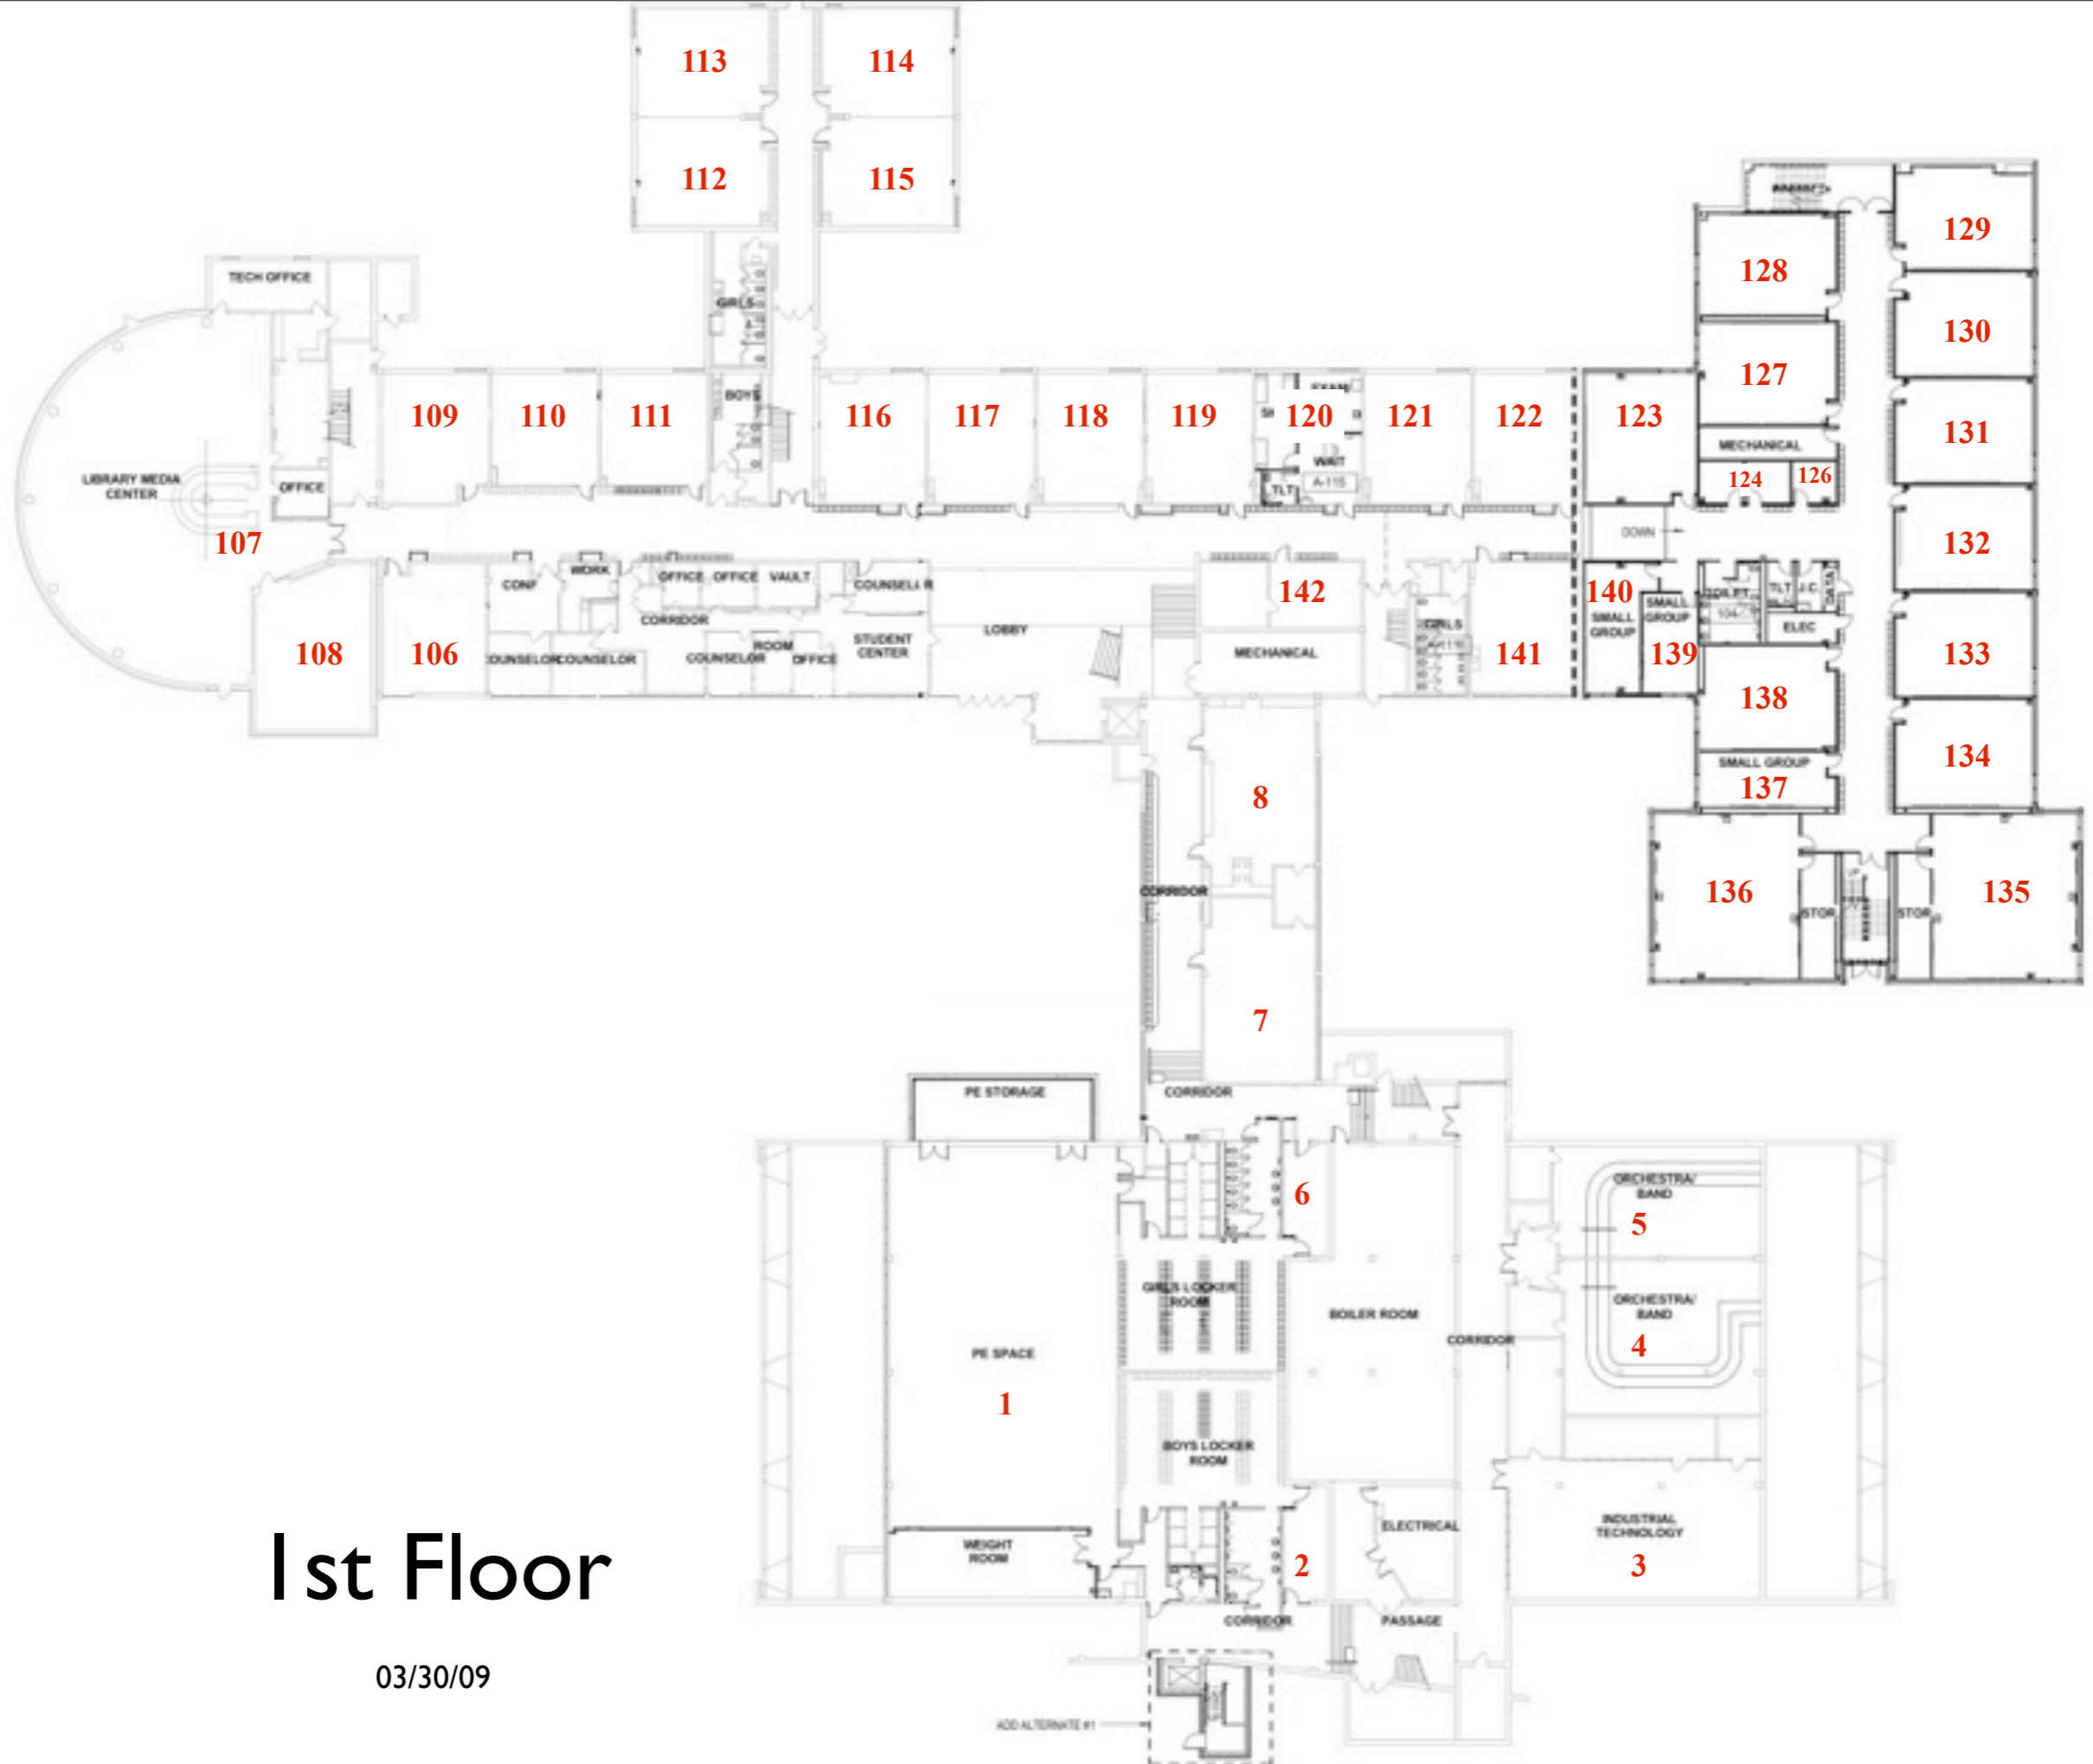 113
114
112
115
129
128
130
TECH OFFICE
GIRLS
127
131
BOYS
109
110
111
116
117
118
119
120
121
122
123
MECHANICAL
WAIT
A-115
TLT
124
126
LIBRARY MEDIA
CENTER
OFFICE
107
DOWN
132
CONF
WORK
OFFICE
OFFICE
VAULT
142
140
SMALL
GROUP
SMALL
GROUP
139
TOILET
TLT
J.C.
DATA
ELEC
CORRIDOR
LOBBY
GIRLS
STUDENT
CENTER
108
106
COUNSELOR
COUNSELOR
COUNSELOR
ROOM
OFFICE
MECHANICAL
141
133
138
134
SMALL GROUP
137
8
CORRIDOR
136
STOR
STOR
135
7
PE STORAGE
CORRIDOR
6
ORCHESTRA/
BAND
5
GIRLS LOCKER
ROOM
BOILER ROOM
ORCHESTRA/
BAND
4
CORRIDOR
PE SPACE
1
BOYS LOCKER
ROOM
WEIGHT
ROOM
2
ELECTRICAL
INDUSTRIAL
TECHNOLOGY
3
CORRIDOR
PASSAGE
1st Floor
03/30/09
ADD ALTERNATE #1